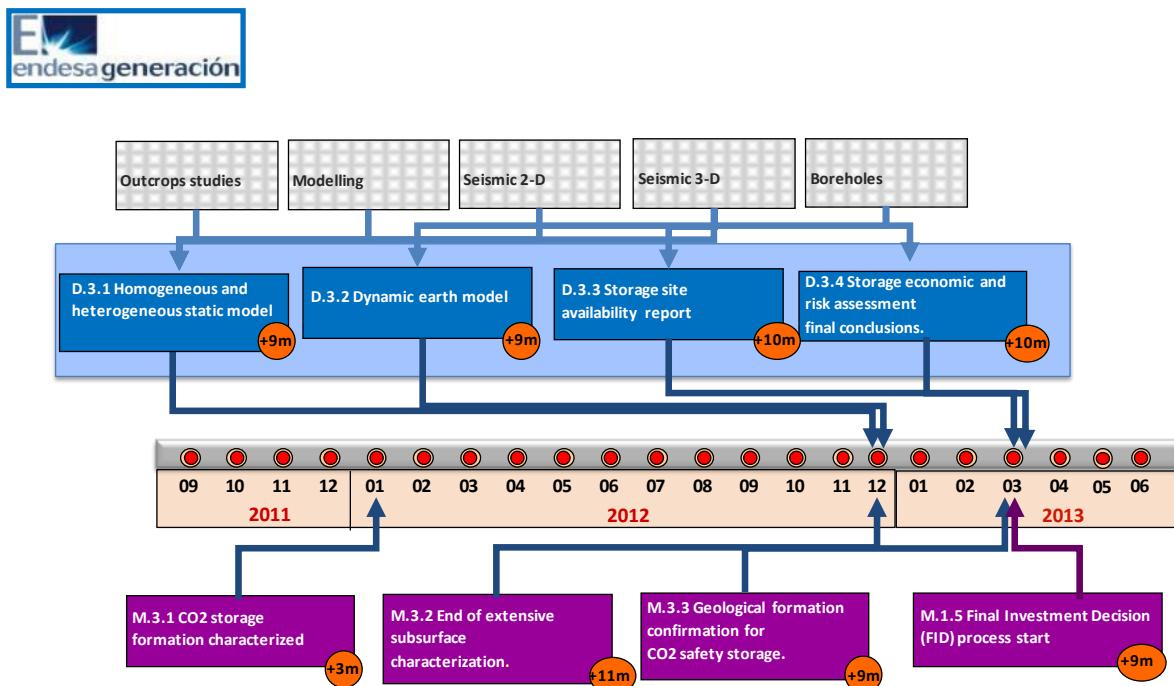 endesa generación
Outcrops studies
Modelling
Seismic 2-D
Seismic 3-D
Boreholes
D.3.1 Homogeneous and
heterogeneous static model
+9m
D.3.2 Dynamic earth model
+9m
D.3.3 Storage site
availability report
+10m
D.3.4 Storage economic and
risk assessment
final conclusions.
+10m
09 10 11 12 01 02 03 04 05 06 07 08 09 10 11 12 01 02 03 04 05 06
2011 2012 2013
M.3.1 CO2 storage
formation characterized
+3m
M.3.2 End of extensive
subsurface
characterization.
+11m
M.3.3 Geological formation
confirmation for
CO2 safety storage.
+9m
M.1.5 Final Investment Decision
(FID) process start
+9m